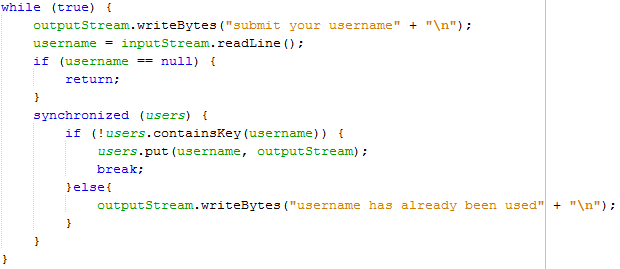 while (true) {
    outputStream.writeBytes("submit your username" + "\n");
    username = inputStream.readLine();
    if (username == null) {
        return;
    }
    synchronized (users) {
        if (!users.containsKey(username)) {
            users.put(username, outputStream);
            break;
        }else{
            outputStream.writeBytes("username has already been used" + "\n");
        }
    }
}